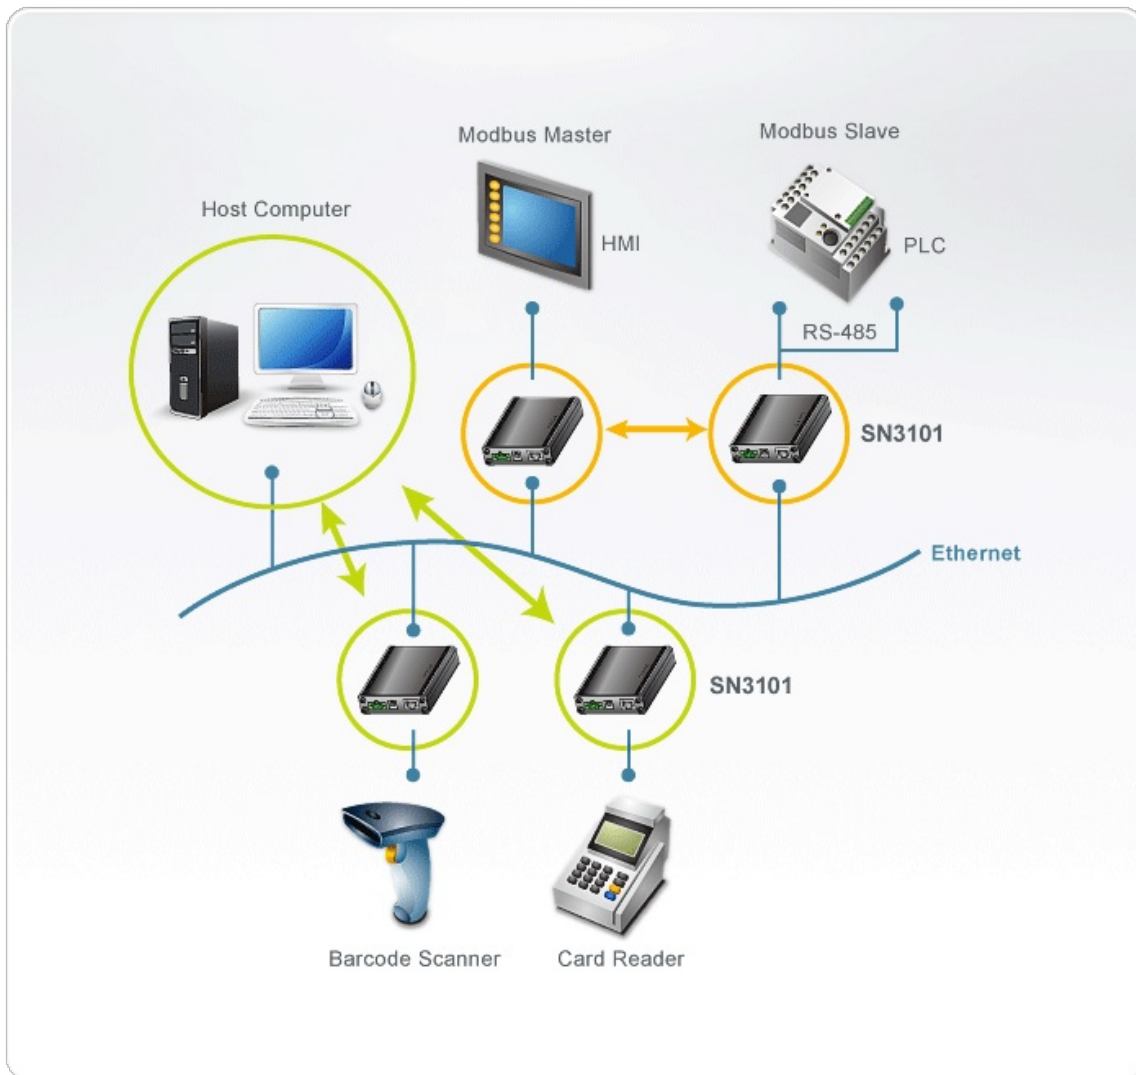 Modbus Master
Modbus Slave
Host Computer
HMI
PLC
RS-485
SN3101
Ethernet
SN3101
Barcode Scanner
Card Reader